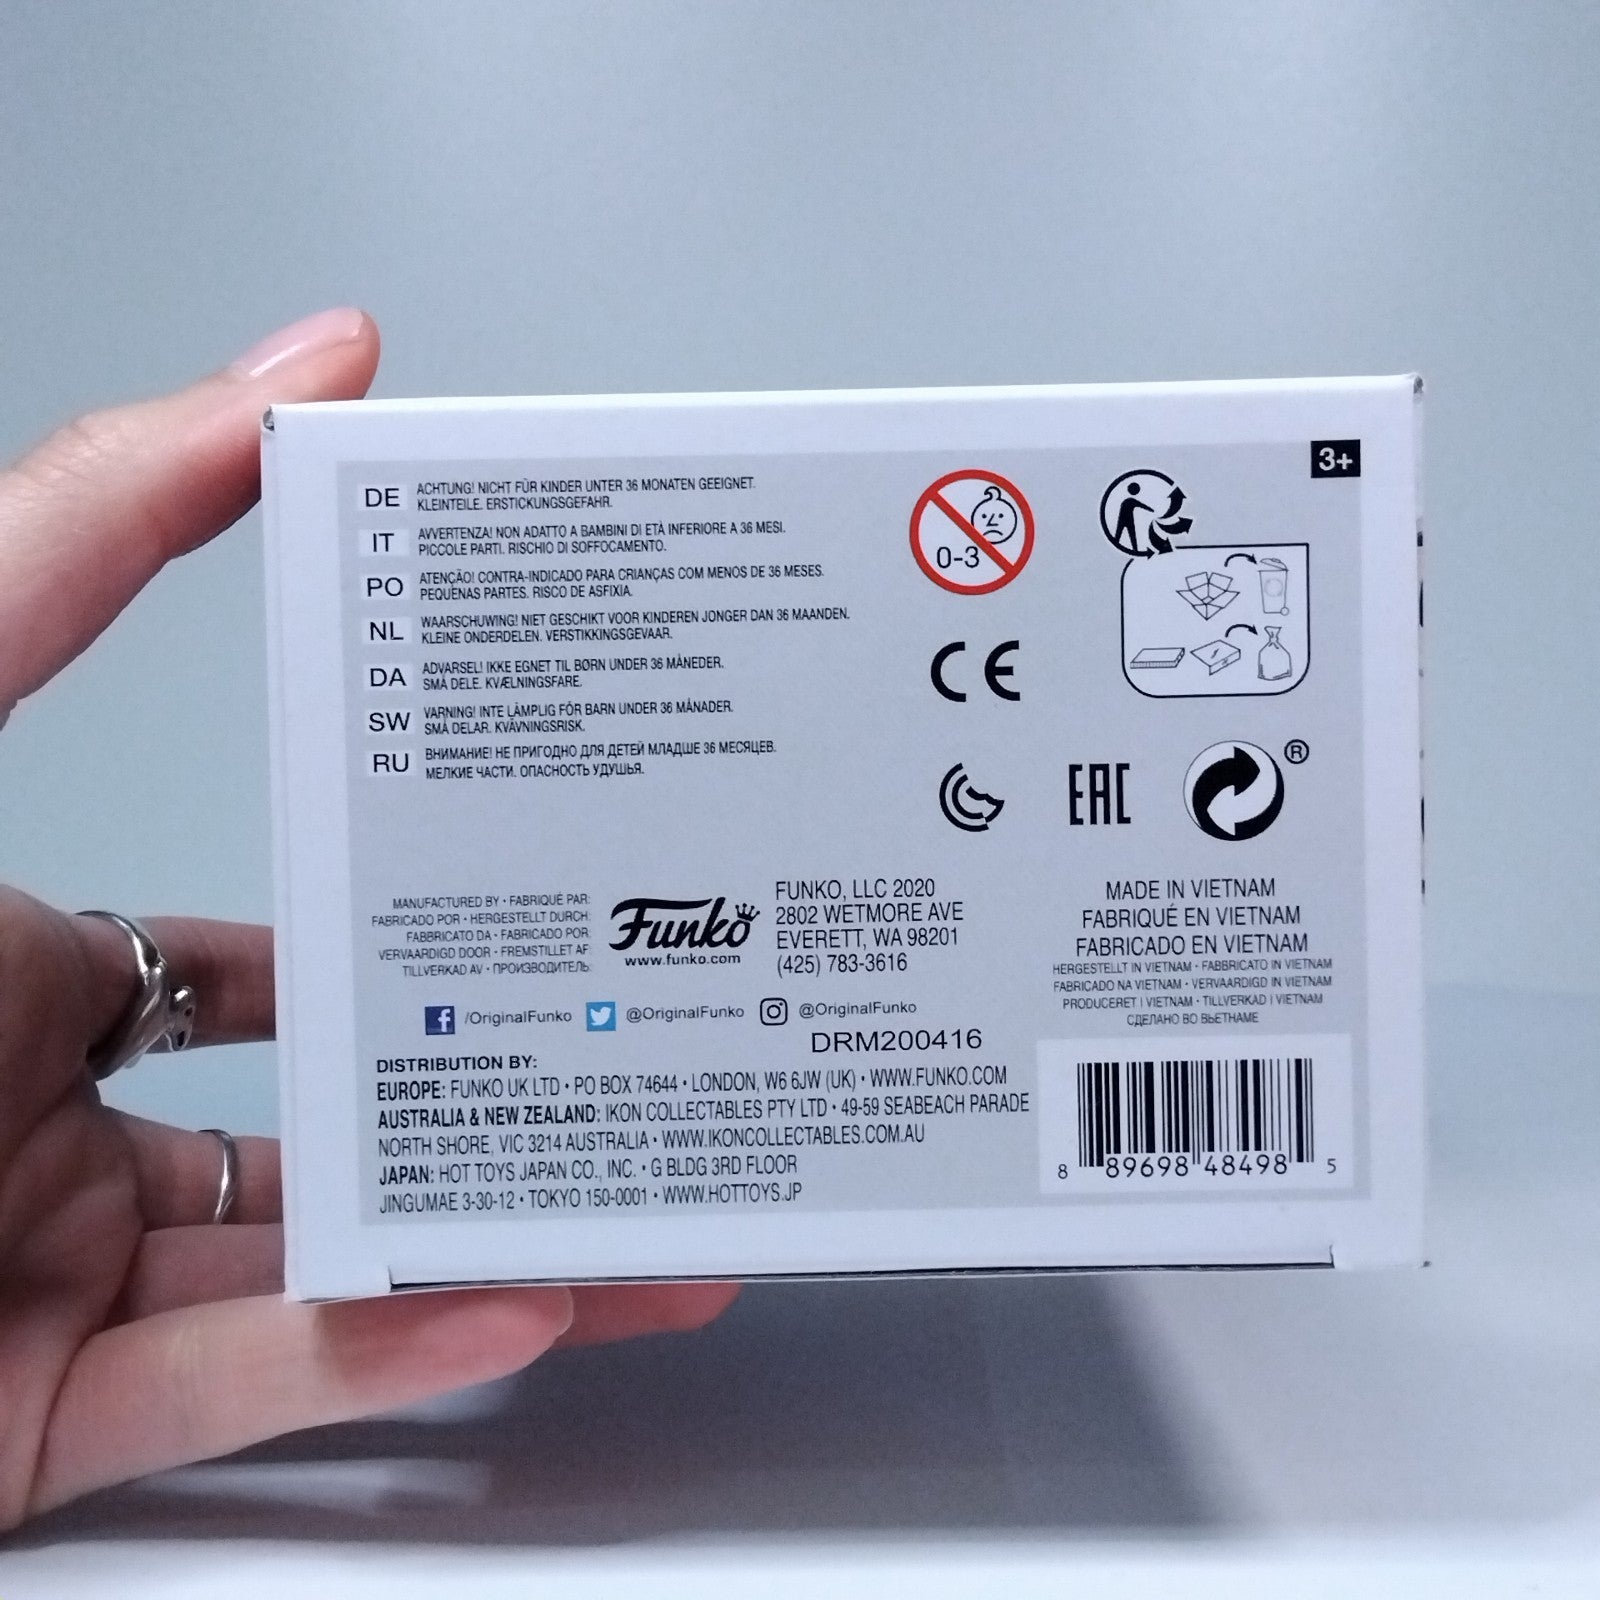 3+
DE ACHTUNG! NICHT FÜR KINDER UNTER 36 MONATEN GEEIGNET.
KLEINTEILE. ERSTICKUNGSGEFAHR.
IT AVVERTENZA! NON ADATTO A BAMBINI DI ETÀ INFERIORE A 36 MESI.
PICCOLE PARTI. RISCHIO DI SOFFOCAMENTO.
PO ATENÇÃO! CONTRA-INDICADO PARA CRIANÇAS COM MENOS DE 36 MESES.
PEQUENAS PARTES. RISCO DE ASFIXIA.
NL WAARSCHUWING! NIET GESCHIKT VOOR KINDEREN JONGER DAN 36 MAANDEN.
KLEINE ONDERDELEN. VERSTIKKINGSGEVAAR.
DA ADVARSEL! IKKE EGNET TIL BØRN UNDER 36 MÅNEDER.
SMÅ DELE. KVÆLNINGSFARE.
SW VARNING! INTE LÄMPLIG FÖR BARN UNDER 36 MÅNADER.
SMÅ DELAR. KVÄVNINGSRISK.
RU ВНИМАНИЕ! НЕ ПРИГОДНО ДЛЯ ДЕТЕЙ МЛАДШЕ 36 МЕСЯЦЕВ.
МЕЛКИЕ ЧАСТИ. ОПАСНОСТЬ УДУШЬЯ.
0-3
CE
EAC
®
MANUFACTURED BY • FABRIQUÉ PAR:
FABRICADO POR • HERGESTELLT DURCH:
FABBRICATO DA • FABRICADO POR:
VERVAARDIGD DOOR • FREMSTILLET AF:
TILLVERKAD AV • ПРОИЗВОДИТЕЛЬ:
Funko
www.funko.com
FUNKO, LLC 2020
2802 WETMORE AVE
EVERETT, WA 98201
(425) 783-3616
MADE IN VIETNAM
FABRIQUÉ EN VIETNAM
FABRICADO EN VIETNAM
HERGESTELLT IN VIETNAM • FABBRICATO IN VIETNAM
FABRICADO NA VIETNAM • VERVAARDIGD IN VIETNAM
PRODUCERET I VIETNAM • TILLVERKAD I VIETNAM
СДЕЛАНО ВО ВЬЕТНАМЕ
f /OriginalFunko @OriginalFunko @OriginalFunko
DRM200416
DISTRIBUTION BY:
EUROPE: FUNKO UK LTD • PO BOX 74644 • LONDON, W6 6JW (UK) • WWW.FUNKO.COM
AUSTRALIA & NEW ZEALAND: IKON COLLECTABLES PTY LTD • 49-59 SEABEACH PARADE
NORTH SHORE, VIC 3214 AUSTRALIA • WWW.IKONCOLLECTABLES.COM.AU
JAPAN: HOT TOYS JAPAN CO., INC. • G BLDG 3RD FLOOR
JINGUMAE 3-30-12 • TOKYO 150-0001 • WWW.HOTTOYS.JP
8 89698 48498 5